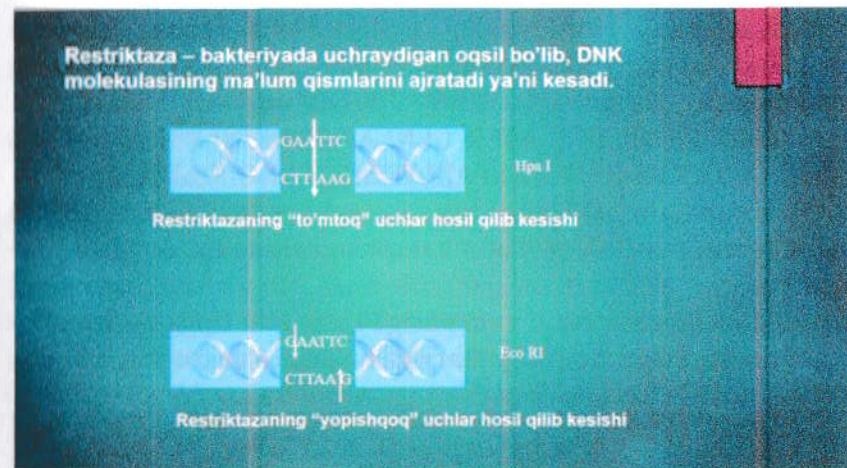 Restriktaza – bakteriyada uchraydigan oqsil bo'lib, DNK
molekulasining ma'lum qismlarini ajratadi ya'ni kesadi.
GAATTC
CTTAAG
Hpa I
Restriktazaning "to'mtoq" uchlar hosil qilib kesishi
GAATTC
CTTAAG
Eco RI
Restriktazaning "yopishqoq" uchlar hosil qilib kesishi